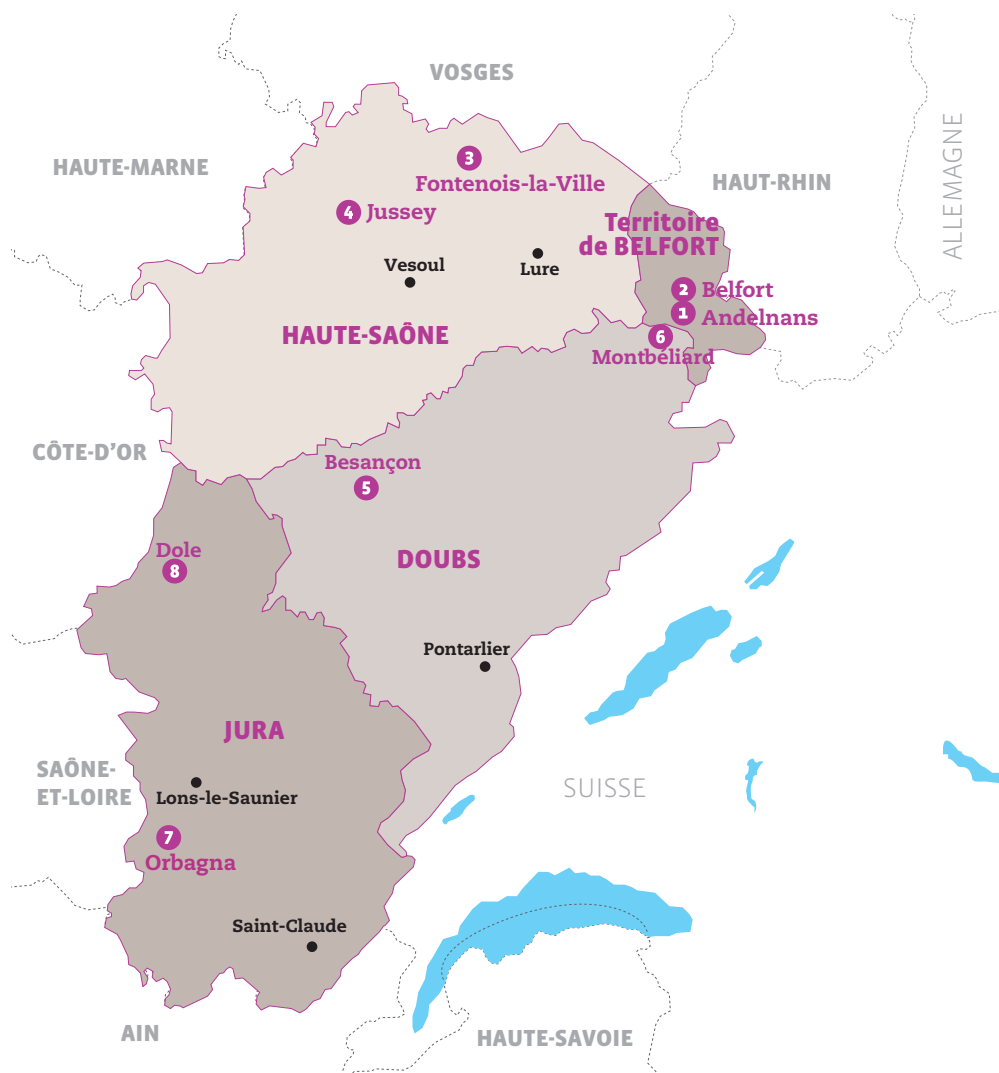 VOSGES
HAUTE-MARNE
ALLEMAGNE
3
Fontenois-la-Ville
HAUT-RHIN
4 Jussey
Territoire
de BELFORT
Vesoul
Lure
2 Belfort
1 Andelnans
HAUTE-SAÔNE
6
Montbéliard
CÔTE-D'OR
Besançon
5
Dole
8
DOUBS
Pontarlier
JURA
SAÔNE-
ET-LOIRE
Lons-le-Saunier
SUISSE
7
Orbagna
Saint-Claude
AIN
HAUTE-SAVOIE